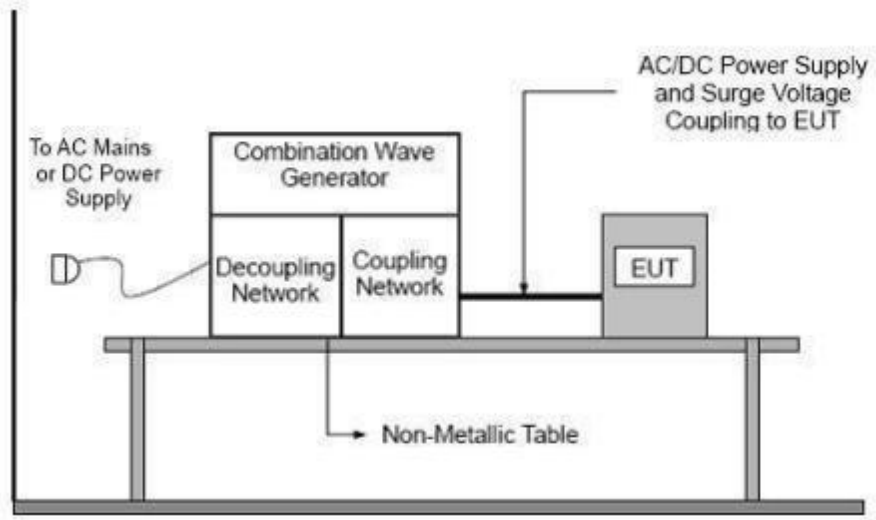 AC/DC Power Supply
and Surge Voltage
Coupling to EUT
To AC Mains
or DC Power
Supply
Combination Wave
Generator
Decoupling
Network
Coupling
Network
EUT
Non-Metallic Table